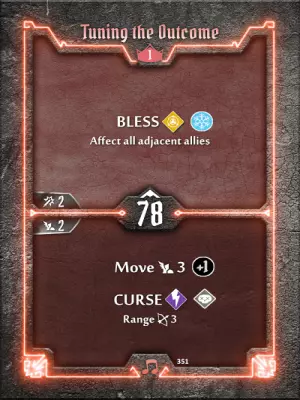 Tuning the Outcome
1
BLESS
Affect all adjacent allies
2
78
2
Move 3 +1
CURSE
Range 3
351